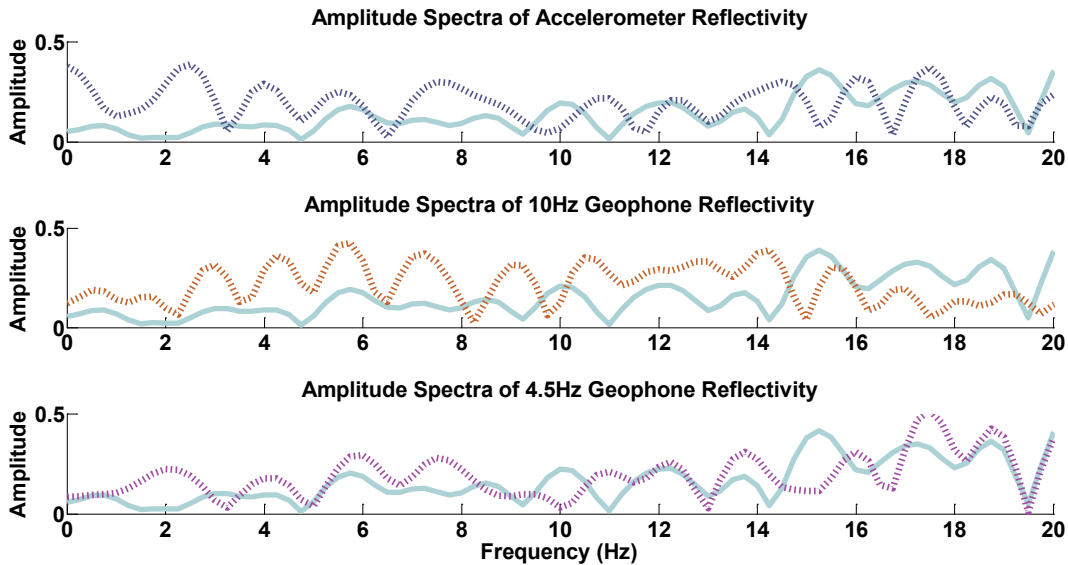 Amplitude Spectra of Accelerometer Reflectivity
0.5
Amplitude
0
0 2 4 6 8 10 12 14 16 18 20
Amplitude Spectra of 10Hz Geophone Reflectivity
0.5
Amplitude
0
0 2 4 6 8 10 12 14 16 18 20
Amplitude Spectra of 4.5Hz Geophone Reflectivity
0.5
Amplitude
0
0 2 4 6 8 10 12 14 16 18 20
Frequency (Hz)